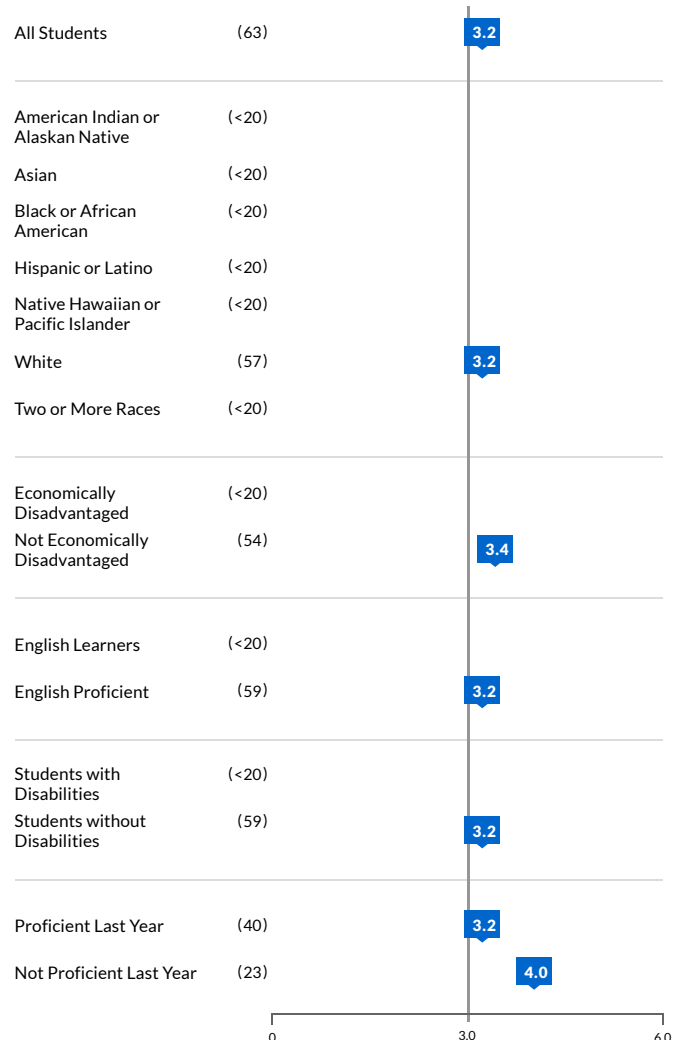 All Students (63) 3.2
American Indian or (<20)
Alaskan Native
Asian (<20)
Black or African (<20)
American
Hispanic or Latino (<20)
Native Hawaiian or (<20)
Pacific Islander
White (57) 3.2
Two or More Races (<20)
Economically (<20)
Disadvantaged
Not Economically (54) 3.4
Disadvantaged
English Learners (<20)
English Proficient (59) 3.2
Students with (<20)
Disabilities
Students without (59) 3.2
Disabilities
Proficient Last Year (40) 3.2
Not Proficient Last Year (23) 4.0
0 3.0 6.0